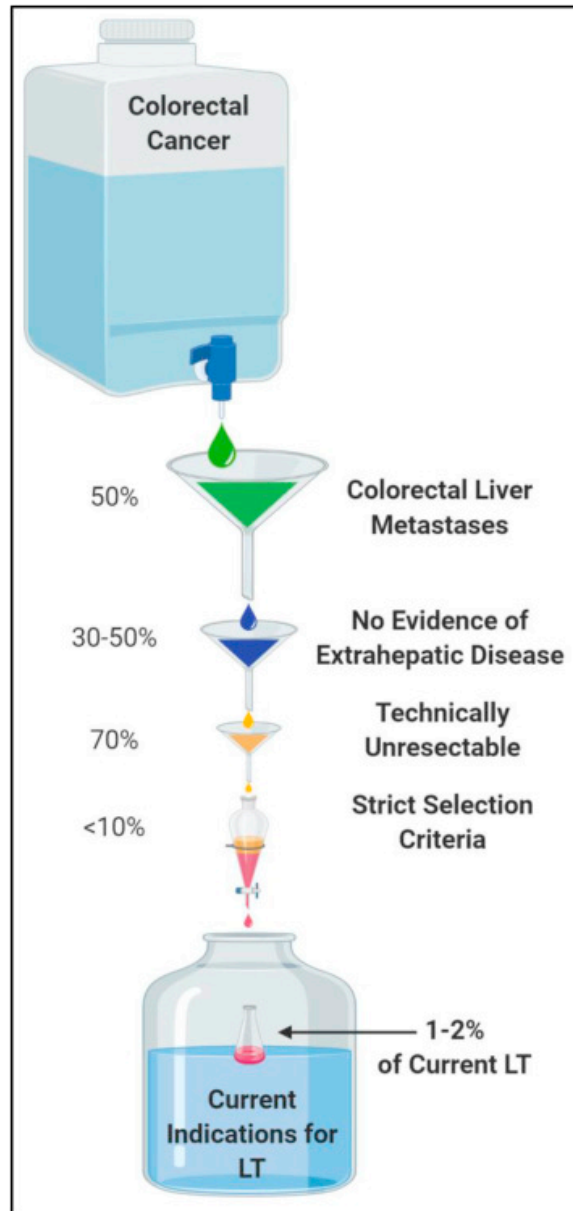 Colorectal
Cancer
50%
Colorectal Liver
Metastases
30-50%
No Evidence of
Extrahepatic Disease
70%
Technically
Unresectable
<10%
Strict Selection
Criteria
1-2%
of Current LT
Current
Indications for
LT